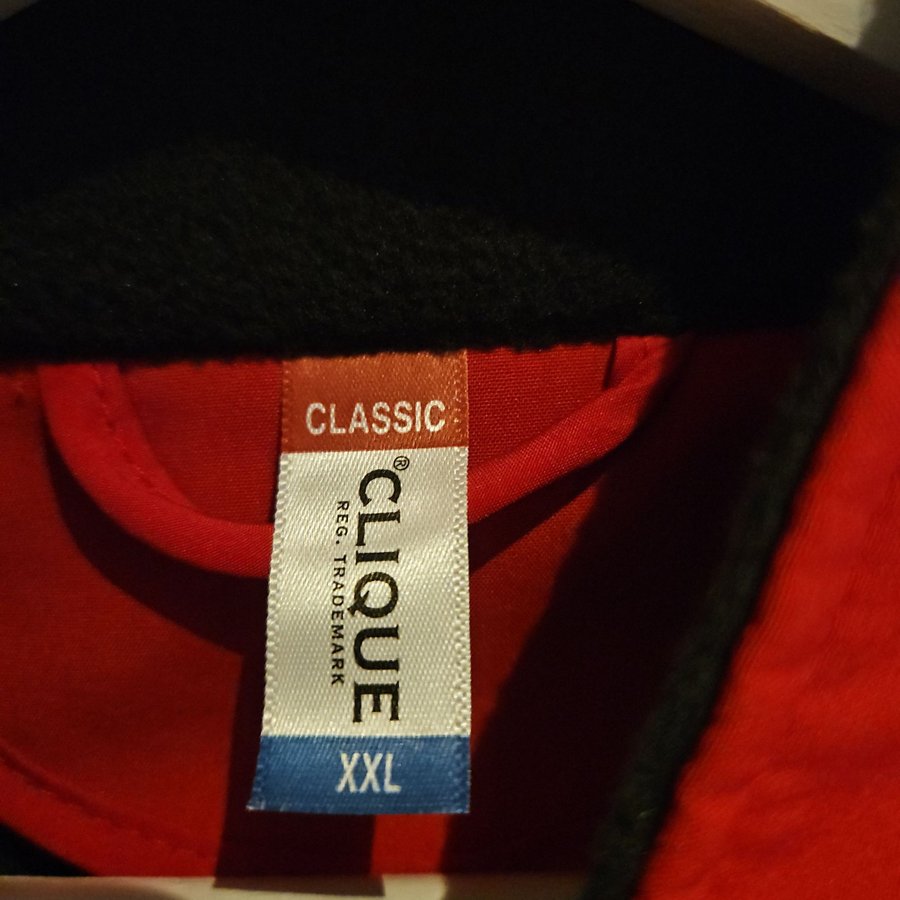 CLASSIC
CLIQUE®
REG. TRADEMARK
XXL